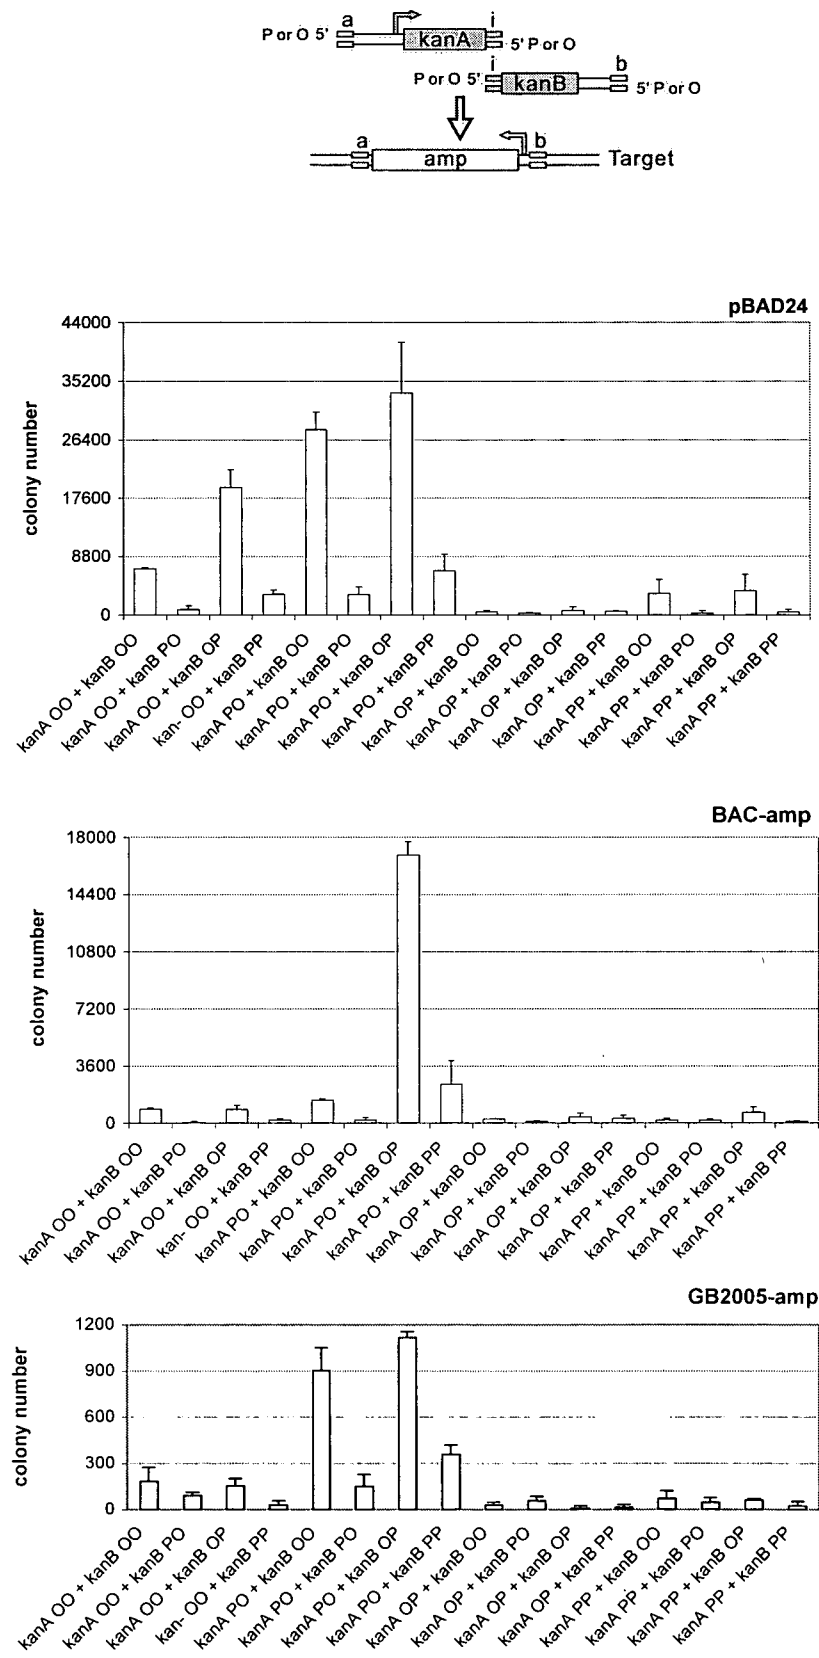 a i
P or O 5' kanA 5' P or O
i b
P or O 5' kanB 5' P or O
a b
amp Target
pBAD24
colony number
44000
35200
26400
17600
8800
0
kanA OO + kanB OO
kanA OO + kanB PO
kanA OO + kanB OP
kan- OO + kanB PP
kanA PO + kanB OO
kanA PO + kanB PO
kanA PO + kanB OP
kanA PO + kanB PP
kanA OP + kanB OO
kanA OP + kanB PO
kanA OP + kanB OP
kanA OP + kanB PP
kanA PP + kanB OO
kanA PP + kanB PO
kanA PP + kanB OP
kanA PP + kanB PP
BAC-amp
colony number
18000
14400
10800
7200
3600
0
kanA OO + kanB OO
kanA OO + kanB PO
kanA OO + kanB OP
kan- OO + kanB PP
kanA PO + kanB OO
kanA PO + kanB PO
kanA PO + kanB OP
kanA PO + kanB PP
kanA OP + kanB OO
kanA OP + kanB PO
kanA OP + kanB OP
kanA OP + kanB PP
kanA PP + kanB OO
kanA PP + kanB PO
kanA PP + kanB OP
kanA PP + kanB PP
GB2005-amp
colony number
1200
900
600
300
0
kanA OO + kanB OO
kanA OO + kanB PO
kanA OO + kanB OP
kan- OO + kanB PP
kanA PO + kanB OO
kanA PO + kanB PO
kanA PO + kanB OP
kanA PO + kanB PP
kanA OP + kanB OO
kanA OP + kanB PO
kanA OP + kanB OP
kanA OP + kanB PP
kanA PP + kanB OO
kanA PP + kanB PO
kanA PP + kanB OP
kanA PP + kanB PP